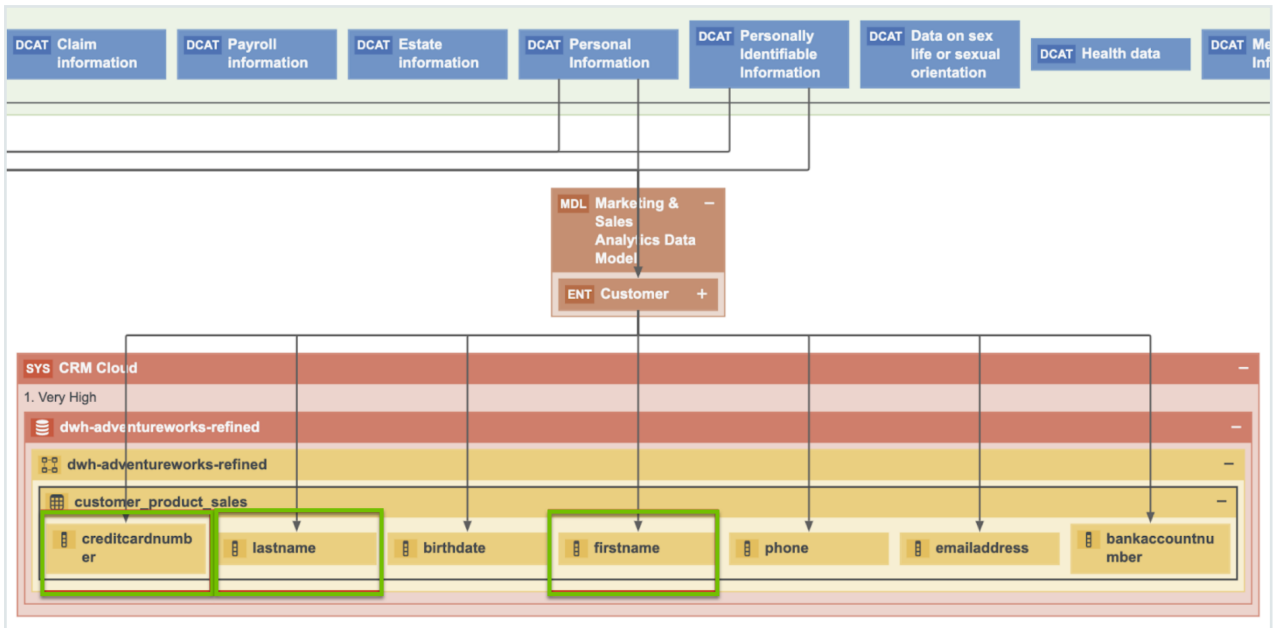 DCAT Claim
information
DCAT Payroll
information
DCAT Estate
information
DCAT Personal
Information
DCAT Personally
Identifiable
Information
DCAT Data on sex
life or sexual
orientation
DCAT Health data
DCAT
MDL Marketing &
Sales
Analytics Data
Model
ENT Customer
SYS CRM Cloud
1. Very High
dwh-adventureworks-refined
dwh-adventureworks-refined
customer_product_sales
creditcardnumb
er
lastname
birthdate
firstname
phone
emailaddress
bankaccountnu
mber